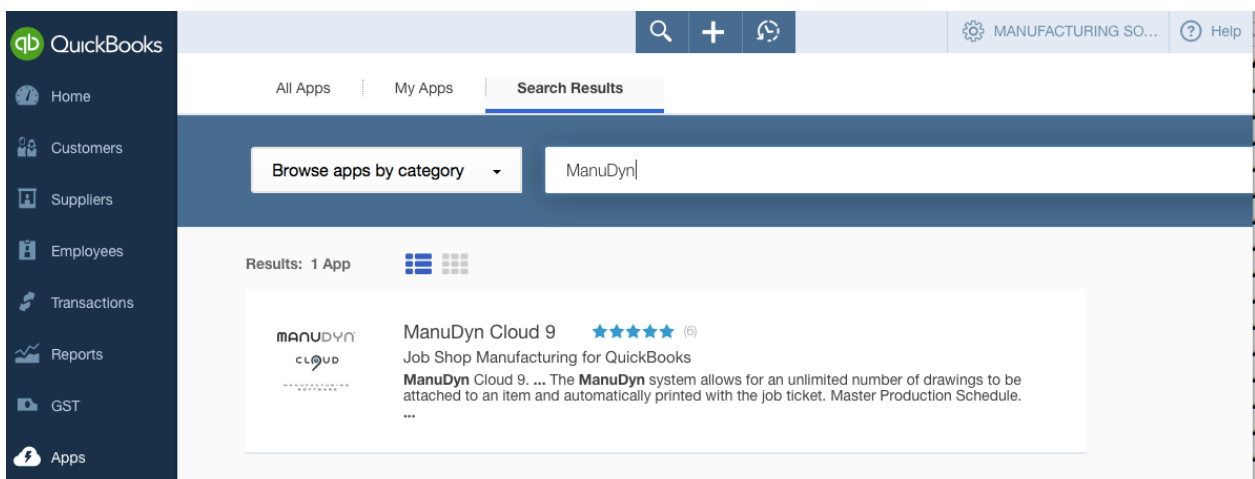 qb QuickBooks
MANUFACTURING SO...
? Help
Home
Customers
Suppliers
Employees
Transactions
Reports
GST
Apps
All Apps
My Apps
Search Results
Browse apps by category
ManuDyn
Results: 1 App
MANUDYN
CLOUD
MANUFACTURING
SOFTWARE
ManuDyn Cloud 9
(6)
Job Shop Manufacturing for QuickBooks
ManuDyn Cloud 9. ... The ManuDyn system allows for an unlimited number of drawings to be
attached to an item and automatically printed with the job ticket. Master Production Schedule.
...